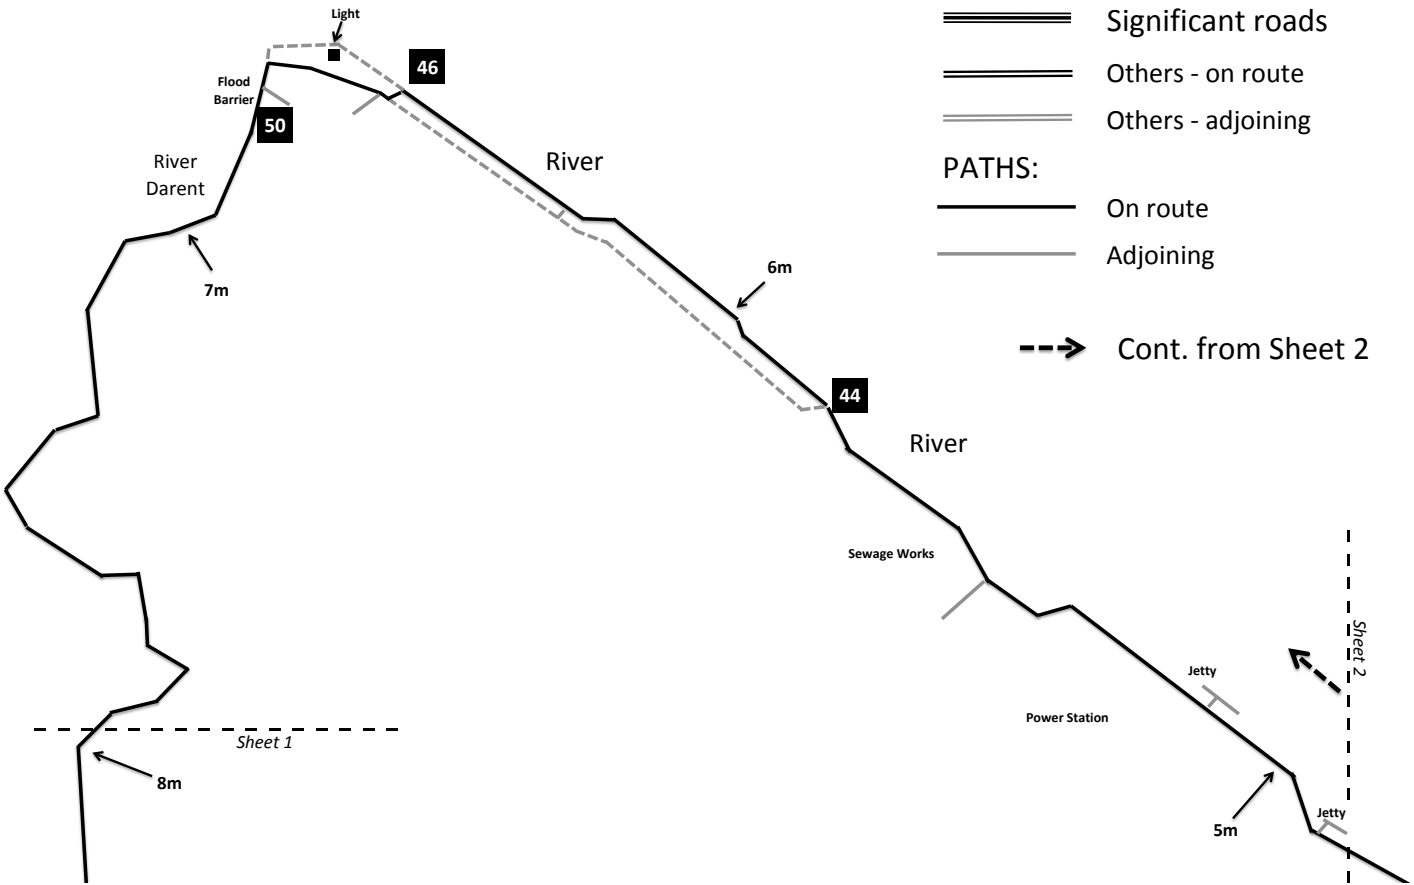 Light
Significant roads
46
Others - on route
Flood
Barrier
Others - adjoining
50
River
Darent
River
PATHS:
On route
Adjoining
6m
7m
Cont. from Sheet 2
44
River
Sewage Works
Sheet 2
Jetty
Power Station
Sheet 1
8m
5m
Jetty